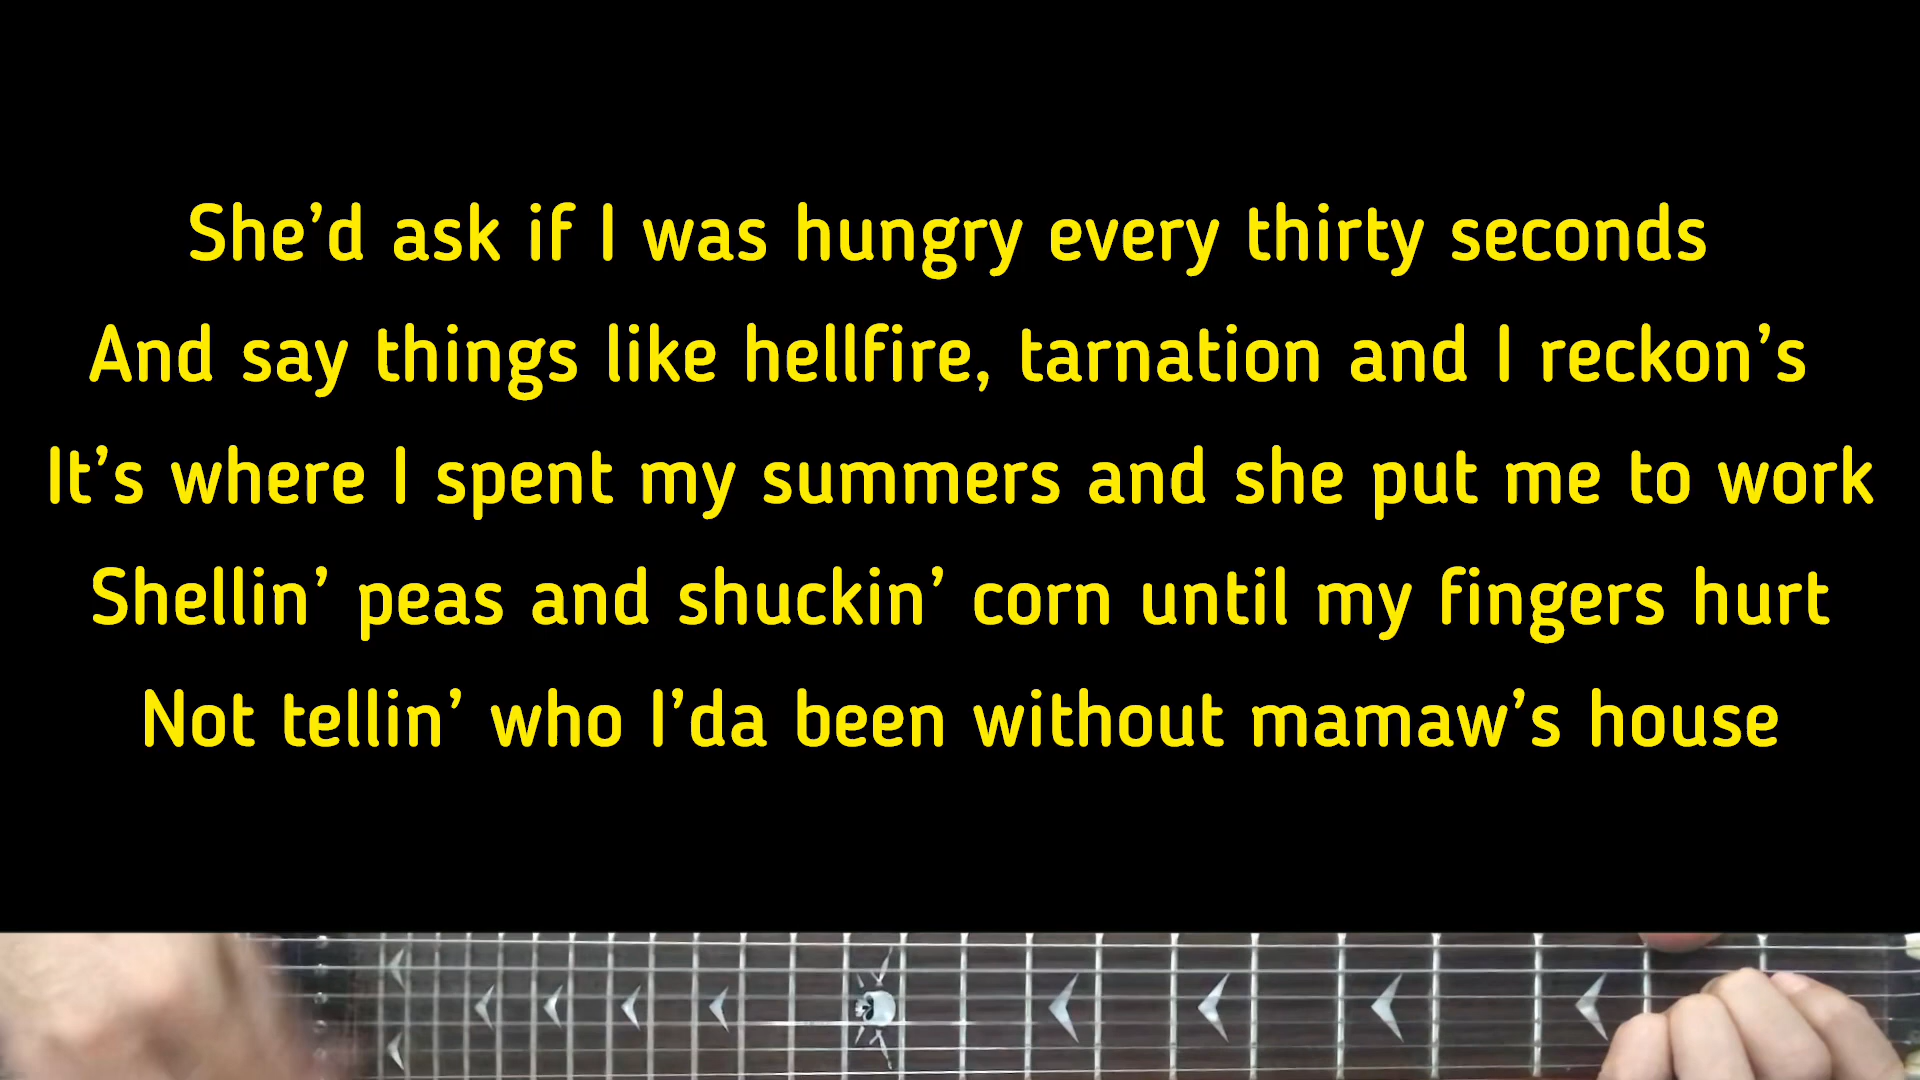 She’d ask if I was hungry every thirty seconds
And say things like hellfire, tarnation and I reckon’s
It’s where I spent my summers and she put me to work
Shellin’ peas and shuckin’ corn until my fingers hurt
Not tellin’ who I’da been without mamaw’s house